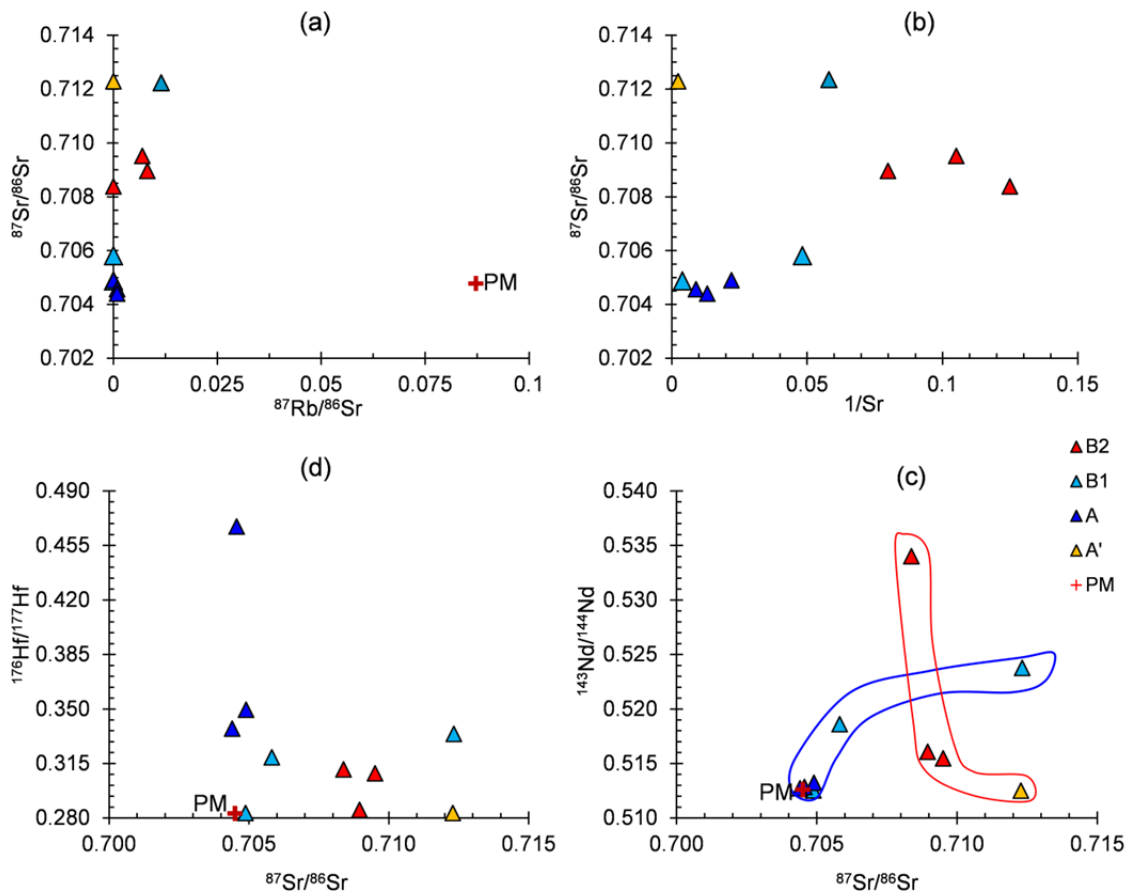 (a)
0.714
0.712
0.710
0.708
0.706
0.704
0.702
⁸⁷Sr/⁸⁶Sr
PM
0 0.025 0.05 0.075 0.1
⁸⁷Rb/⁸⁶Sr
(b)
0.714
0.712
0.710
0.708
0.706
0.704
0.702
⁸⁷Sr/⁸⁶Sr
0 0.05 0.1 0.15
1/Sr
(d)
0.490
0.455
0.420
0.385
0.350
0.315
0.280
¹⁷⁶Hf/¹⁷⁷Hf
PM
0.700 0.705 0.710 0.715
⁸⁷Sr/⁸⁶Sr
(c)
0.540
0.535
0.530
0.525
0.520
0.515
0.510
¹⁴³Nd/¹⁴⁴Nd
PM
0.700 0.705 0.710 0.715
⁸⁷Sr/⁸⁶Sr
B2
B1
A
A'
PM